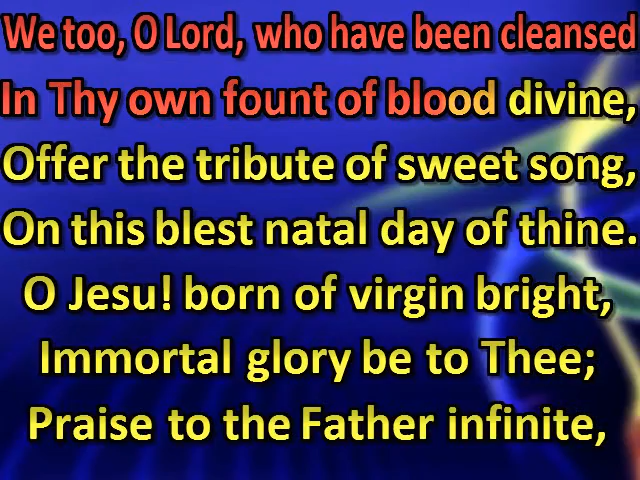 We too, O Lord, who have been cleansed
In Thy own fount of blood divine,
Offer the tribute of sweet song,
On this blest natal day of thine.
O Jesu! born of virgin bright,
Immortal glory be to Thee;
Praise to the Father infinite,